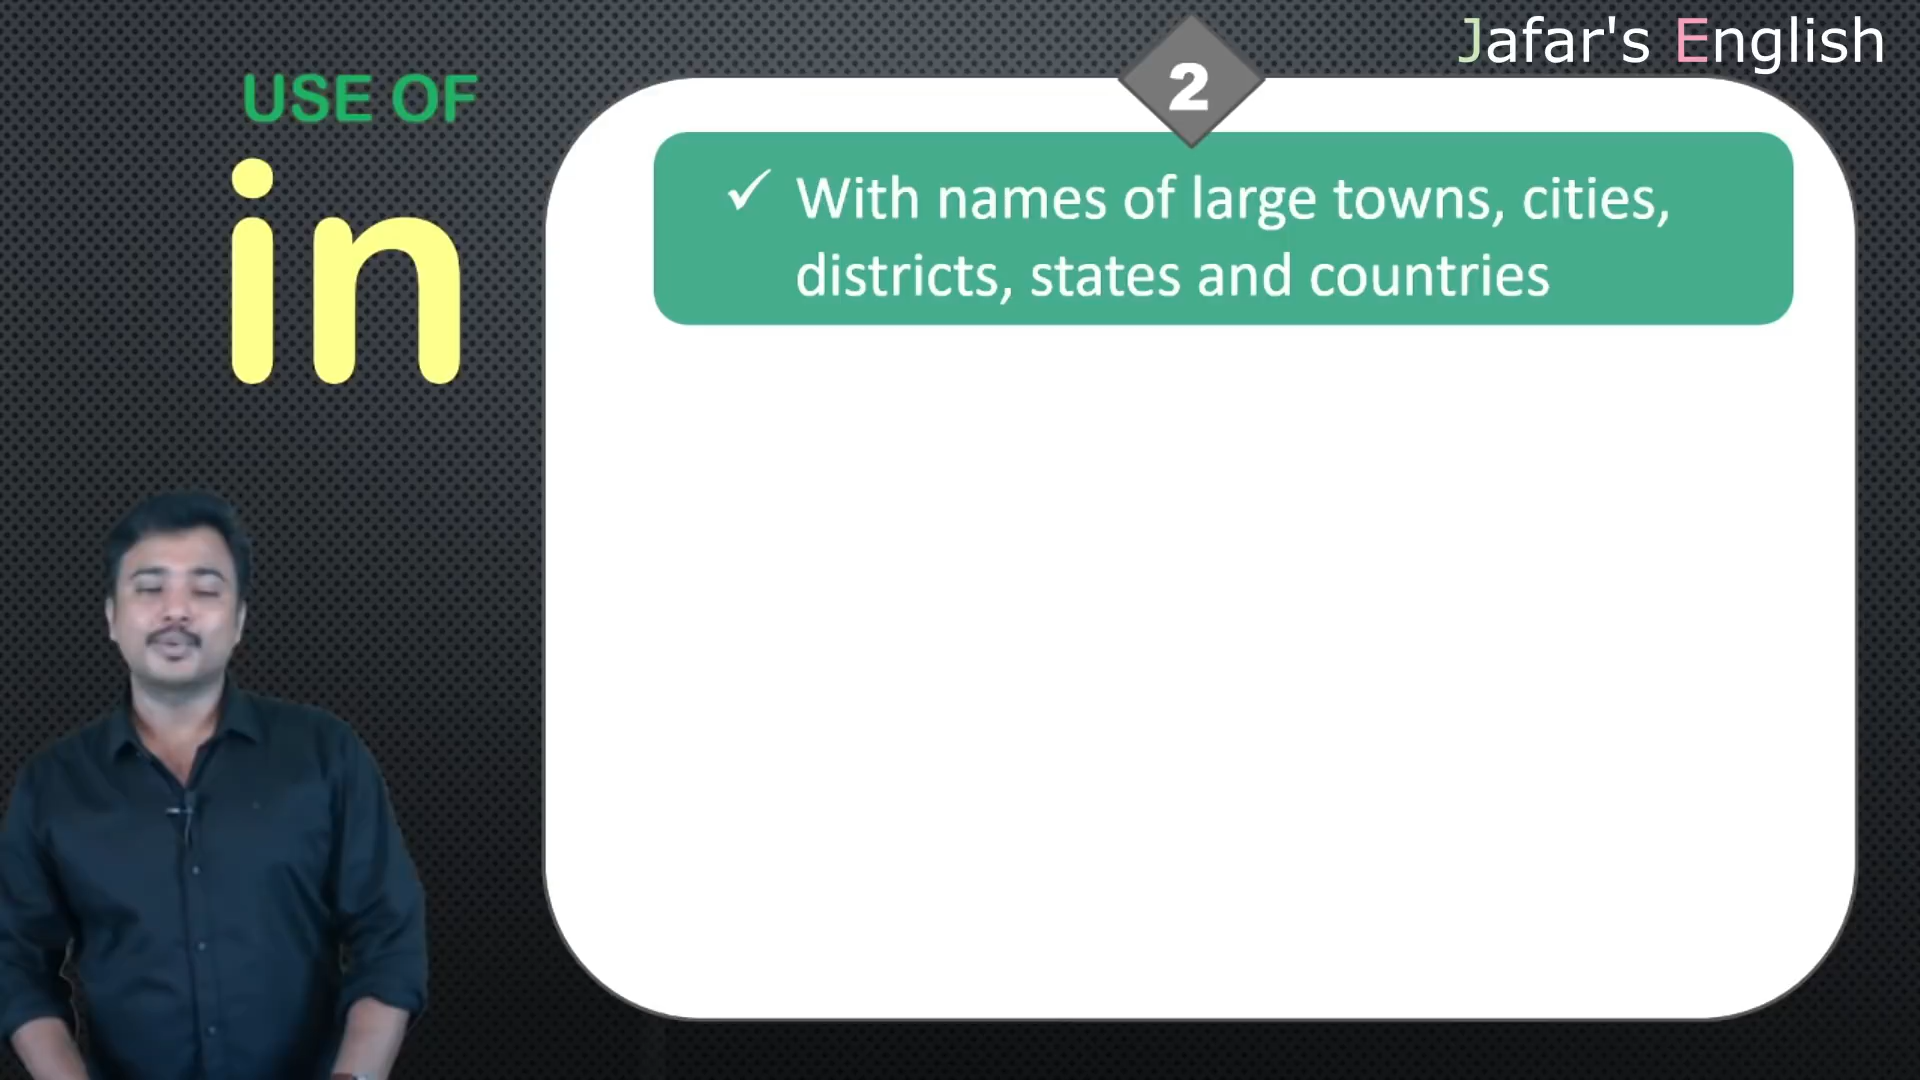 Jafar's English
USE OF
in
2
✓ With names of large towns, cities,
districts, states and countries